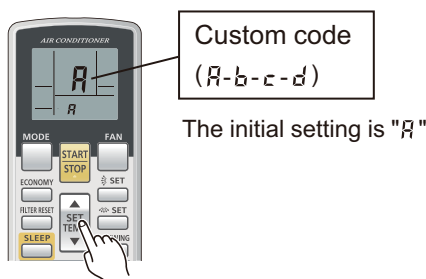 AIR CONDITIONER
A
A
MODE
FAN
START
STOP
ECONOMY
SET
FILTER RESET
SET
TEM
SET
SLEEP
Custom code
(A-b-c-d)
The initial setting is "A"